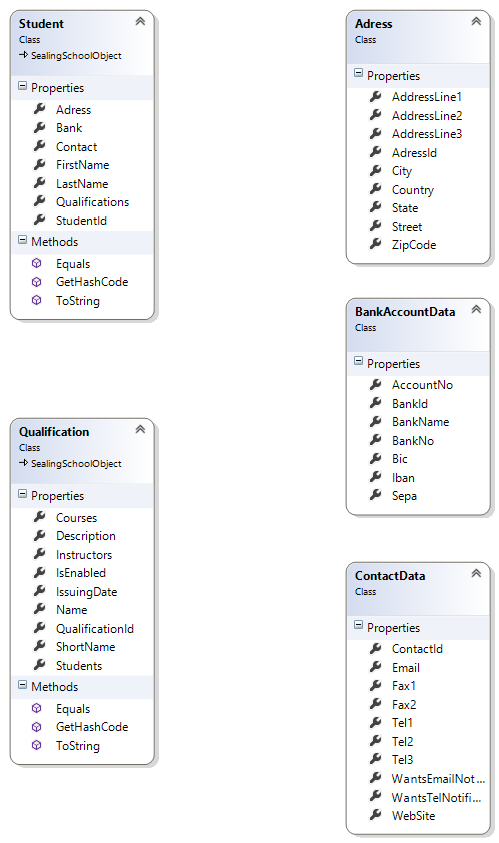 Student
Class
SealingSchoolObject
Properties
Adress
Bank
Contact
FirstName
LastName
Qualifications
StudentId
Methods
Equals
GetHashCode
ToString
Qualification
Class
SealingSchoolObject
Properties
Courses
Description
Instructors
IsEnabled
IssuingDate
Name
QualificationId
ShortName
Students
Methods
Equals
GetHashCode
ToString
Adress
Class
Properties
AddressLine1
AddressLine2
AddressLine3
AdressId
City
Country
State
Street
ZipCode
BankAccountData
Class
Properties
AccountNo
BankId
BankName
BankNo
Bic
Iban
Sepa
ContactData
Class
Properties
ContactId
Email
Fax1
Fax2
Tel1
Tel2
Tel3
WantsEmailNot...
WantsTelNotifi...
WebSite